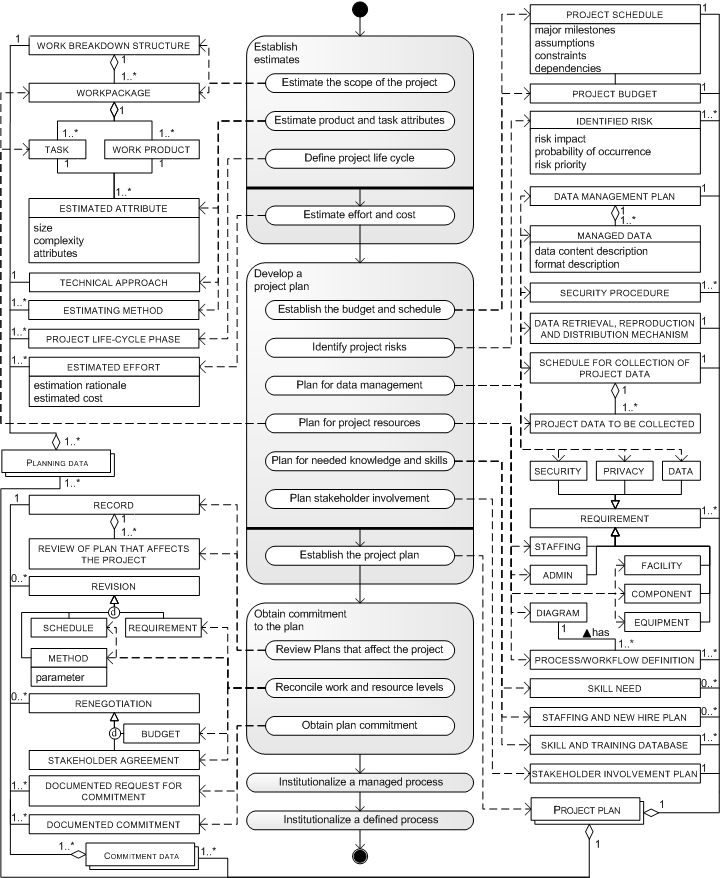 1
WORK BREAKDOWN STRUCTURE
1
1..*
WORKPACKAGE
1
1..*
1..*
TASK
WORK PRODUCT
1
1
1..*
ESTIMATED ATTRIBUTE
size
complexity
attributes
1
TECHNICAL APPROACH
1..*
ESTIMATING METHOD
1..*
PROJECT LIFE-CYCLE PHASE
1..*
ESTIMATED EFFORT
estimation rationale
estimated cost
1..*
PLANNING DATA
1..*
1
RECORD
1
1..*
REVIEW OF PLAN THAT AFFECTS
THE PROJECT
0..*
REVISION
d
SCHEDULE
REQUIREMENT
METHOD
parameter
0..*
RENEGOTIATION
d
BUDGET
STAKEHOLDER AGREEMENT
1..*
DOCUMENTED REQUEST FOR
COMMITMENT
1..*
DOCUMENTED COMMITMENT
0..*
COMMITMENT DATA
1..*
Establish
estimates
Estimate the scope of the project
Estimate product and task attributes
Define project life cycle
Estimate effort and cost
Develop a
project plan
Establish the budget and schedule
Identify project risks
Plan for data management
Plan for project resources
Plan for needed knowledge and skills
Plan stakeholder involvement
Establish the project plan
Obtain commitment
to the plan
Review Plans that affect the project
Reconcile work and resource levels
Obtain plan commitment
Institutionalize a managed process
Institutionalize a defined process
PROJECT SCHEDULE
1
major milestones
assumptions
constraints
dependencies
PROJECT BUDGET
1
IDENTIFIED RISK
1..*
risk impact
probability of occurrence
risk priority
DATA MANAGEMENT PLAN
1
1
1..*
MANAGED DATA
data content description
format description
SECURITY PROCEDURE
1..*
DATA RETRIEVAL, REPRODUCTION
AND DISTRIBUTION MECHANISM
1
SCHEDULE FOR COLLECTION OF
PROJECT DATA
1
1
1..*
PROJECT DATA TO BE COLLECTED
SECURITY
PRIVACY
DATA
REQUIREMENT
1..*
STAFFING
ADMIN
FACILITY
COMPONENT
EQUIPMENT
DIAGRAM
1
▲has
1..*
PROCESS/WORKFLOW DEFINITION
1..*
SKILL NEED
0..*
STAFFING AND NEW HIRE PLAN
0..*
SKILL AND TRAINING DATABASE
1..*
STAKEHOLDER INVOLVEMENT PLAN
1
PROJECT PLAN
1
1